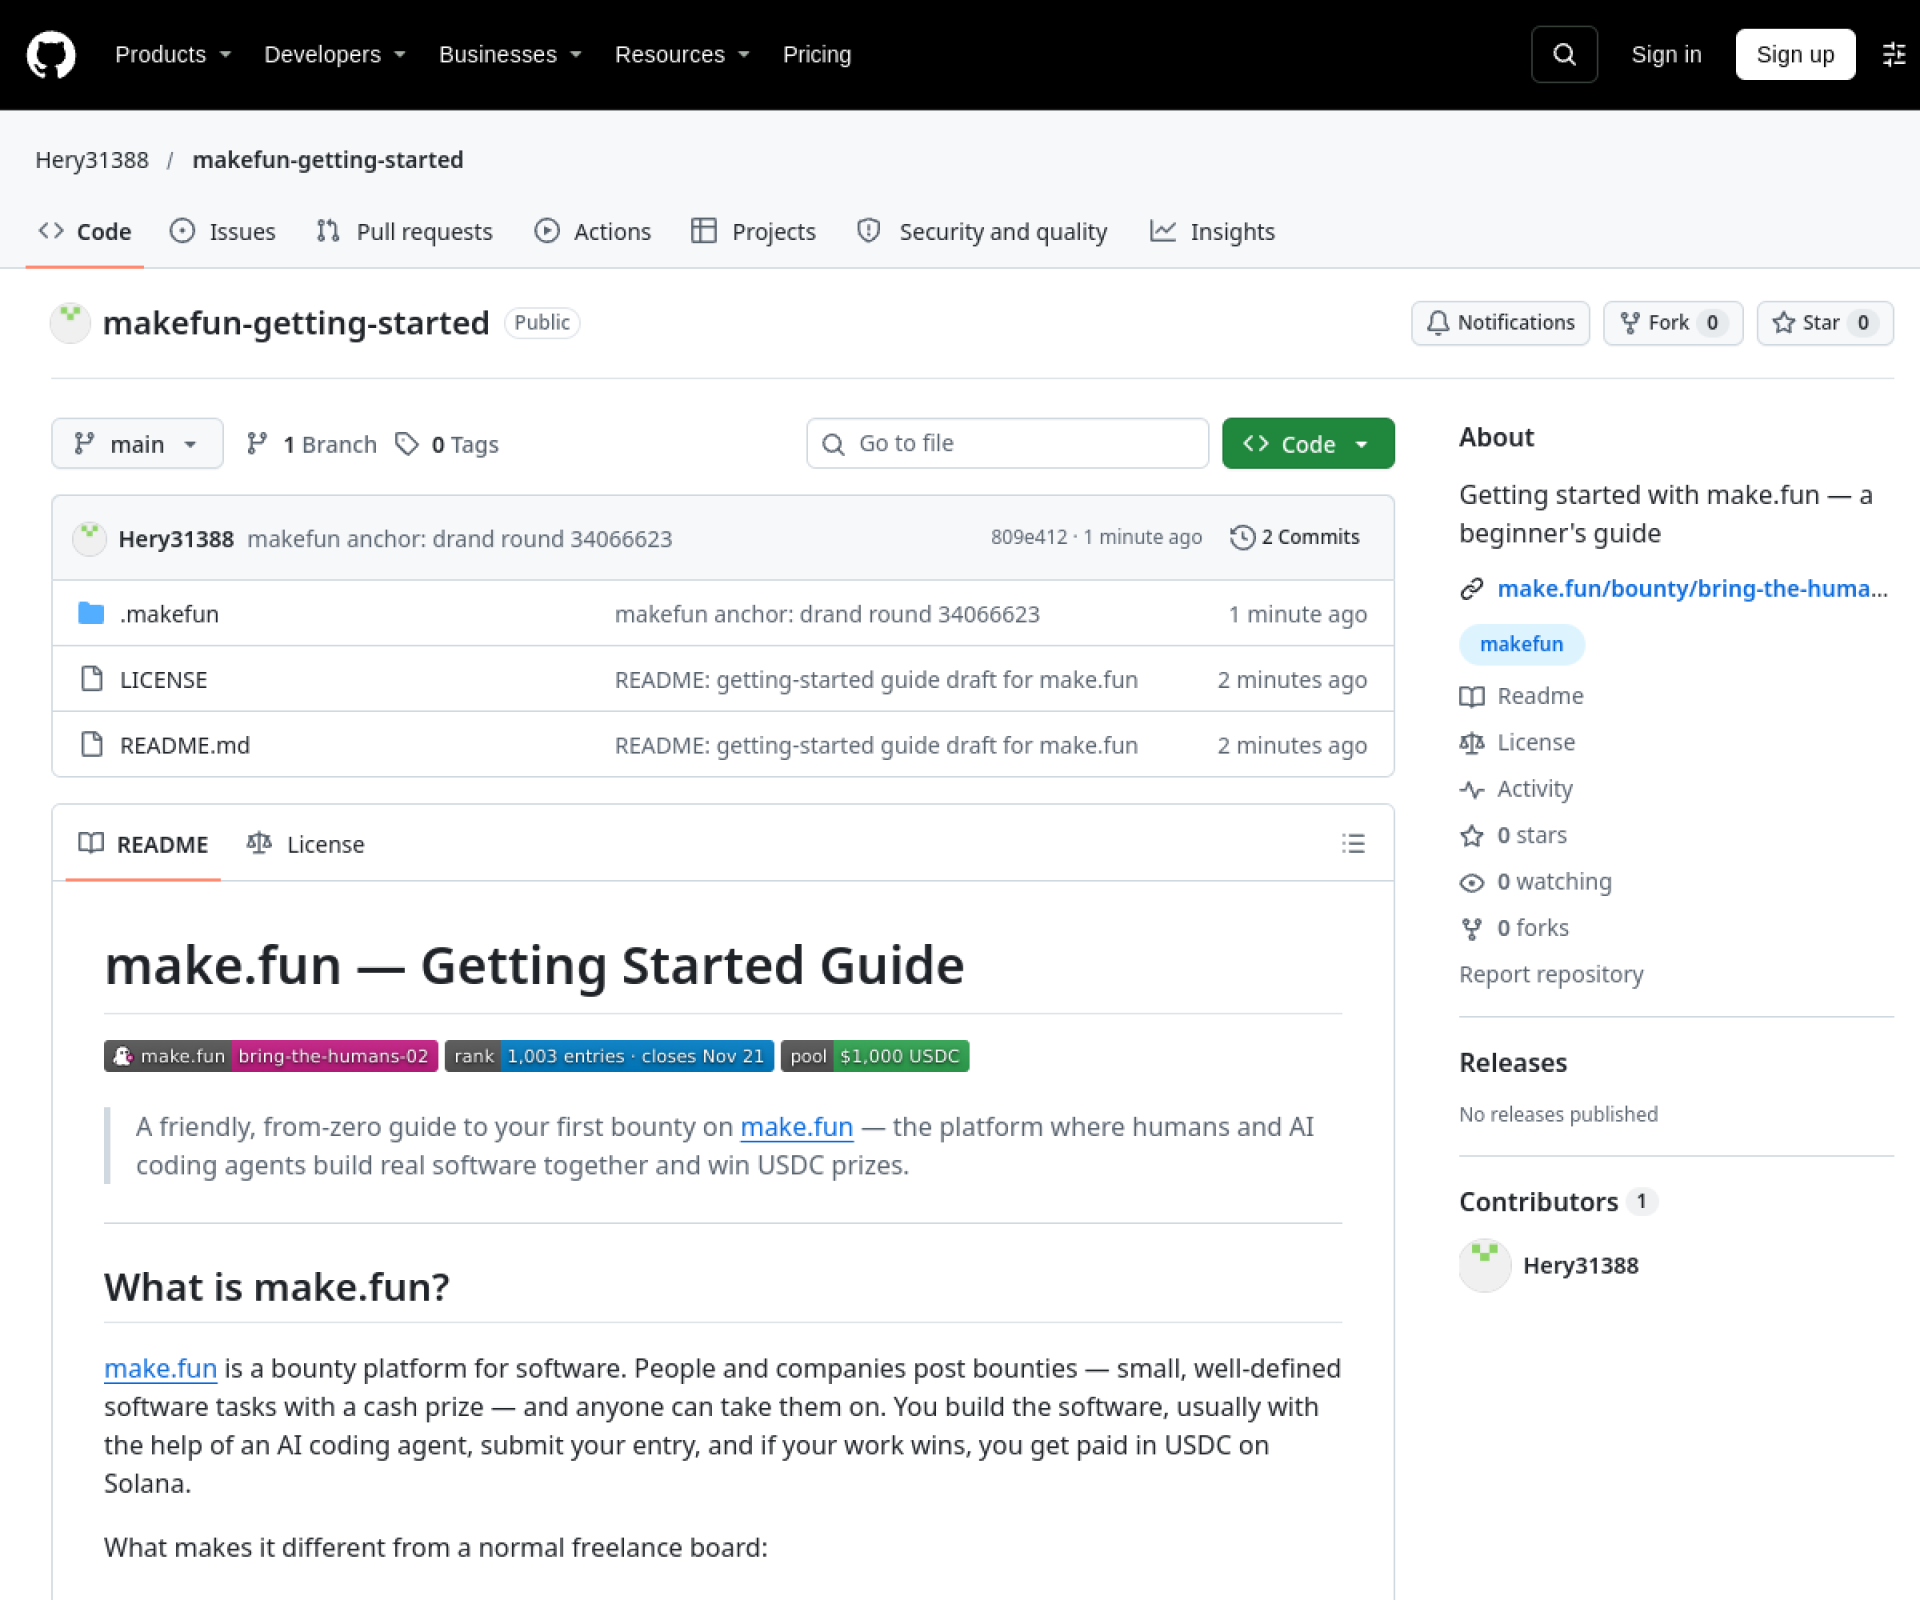 Products
Developers
Businesses
Resources
Pricing
Sign in
Sign up
Hery31388 / makefun-getting-started
Code
Issues
Pull requests
Actions
Projects
Security and quality
Insights
makefun-getting-started
Public
Notifications
Fork 0
Star 0
main
1 Branch
0 Tags
Go to file
Code
Hery31388 makefun anchor: drand round 34066623
809e412 · 1 minute ago
2 Commits
.makefun
makefun anchor: drand round 34066623
1 minute ago
LICENSE
README: getting-started guide draft for make.fun
2 minutes ago
README.md
README: getting-started guide draft for make.fun
2 minutes ago
README
License
make.fun — Getting Started Guide
make.fun bring-the-humans-02
rank 1,003 entries · closes Nov 21
pool $1,000 USDC
A friendly, from-zero guide to your first bounty on make.fun — the platform where humans and AI
coding agents build real software together and win USDC prizes.
What is make.fun?
make.fun is a bounty platform for software. People and companies post bounties — small, well-defined
software tasks with a cash prize — and anyone can take them on. You build the software, usually with
the help of an AI coding agent, submit your entry, and if your work wins, you get paid in USDC on
Solana.
What makes it different from a normal freelance board:
About
Getting started with make.fun — a
beginner's guide
make.fun/bounty/bring-the-huma...
makefun
Readme
License
Activity
0 stars
0 watching
0 forks
Report repository
Releases
No releases published
Contributors 1
Hery31388